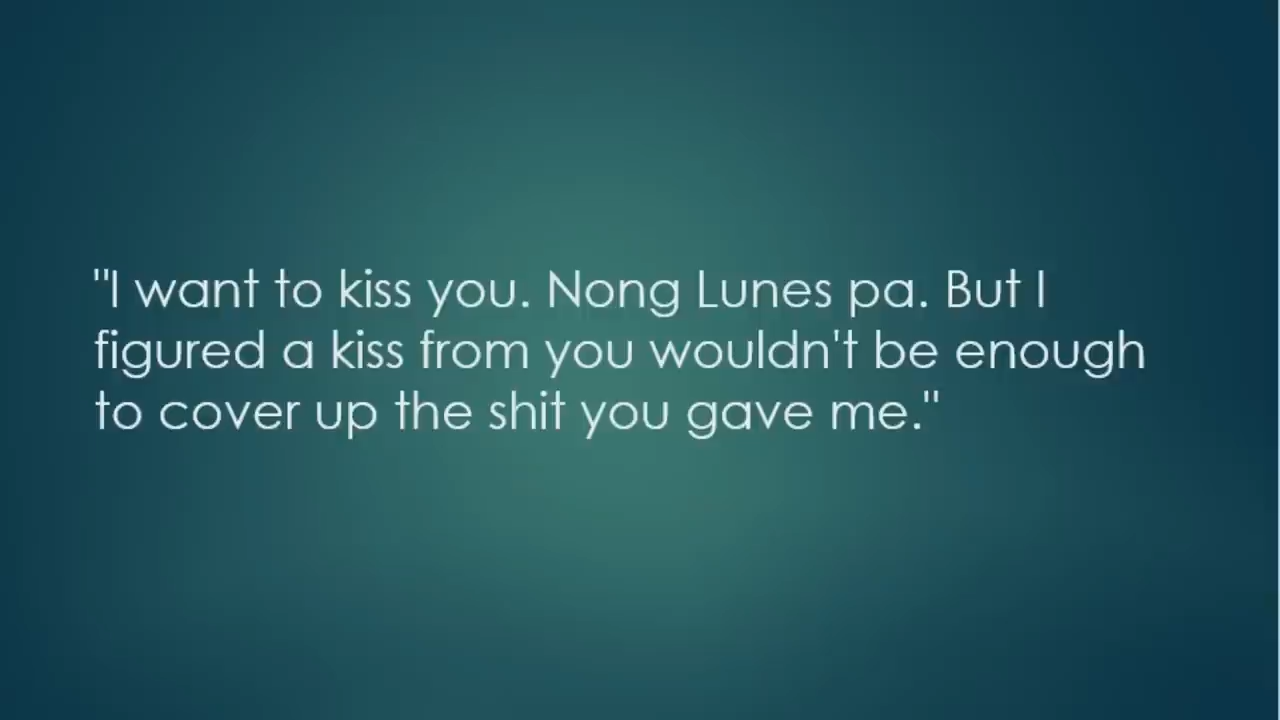 "I want to kiss you. Nong Lunes pa. But I
figured a kiss from you wouldn't be enough
to cover up the shit you gave me."